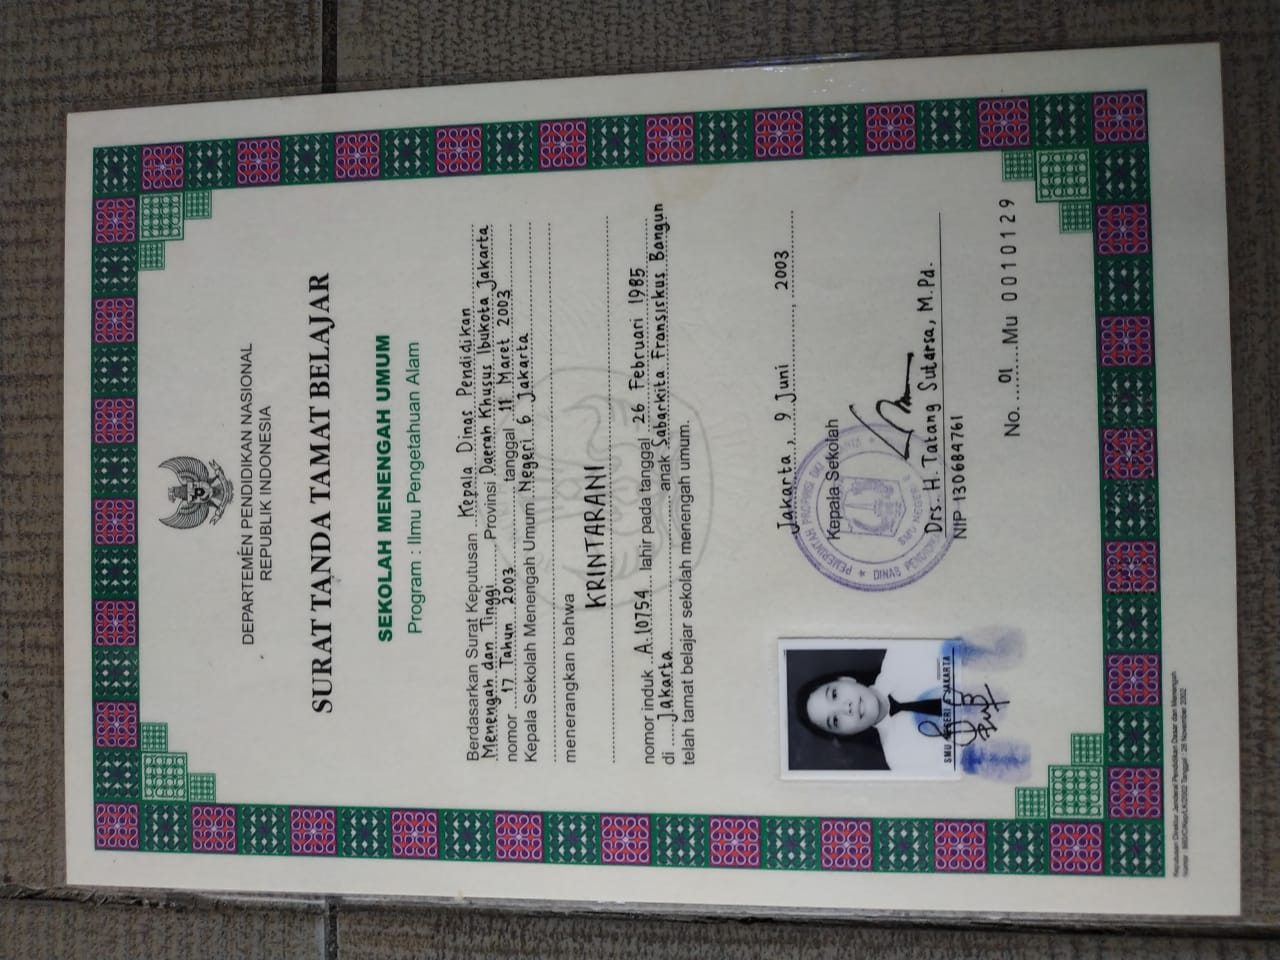 DEPARTEMEN PENDIDIKAN NASIONAL
REPUBLIK INDONESIA
SURAT TANDA TAMAT BELAJAR
SEKOLAH MENENGAH UMUM
Program : Ilmu Pengetahuan Alam
Berdasarkan Surat Keputusan Kepala Dinas Pendidikan
Menengah dan Tinggi Provinsi Daerah Khusus Ibukota Jakarta
nomor 17 Tahun 2003 tanggal 11 Maret 2003
Kepala Sekolah Menengah Umum Negeri 6 Jakarta
menerangkan bahwa
KRINTARANI
nomor induk A.10754 lahir pada tanggal 26 Februari 1985
di Jakarta anak Sabarkita Fransiskus Bangun
telah tamat belajar sekolah menengah umum.
Jakarta, 9 Juni, 2003
Kepala Sekolah
PEMERINTAH PROPINSI DKI
DINAS
SMU NEGERI 6
Drs. H. Tatang Sutarsa, M.Pd.
NIP 130684761
SMU NEGERI 6 JAKARTA
No. 01 Mu 0010129
Keputusan Direktur Jenderal Pendidikan Dasar dan Menengah
Nomor : 660/C/Kep/LK/2002 Tanggal : 26 November 2002